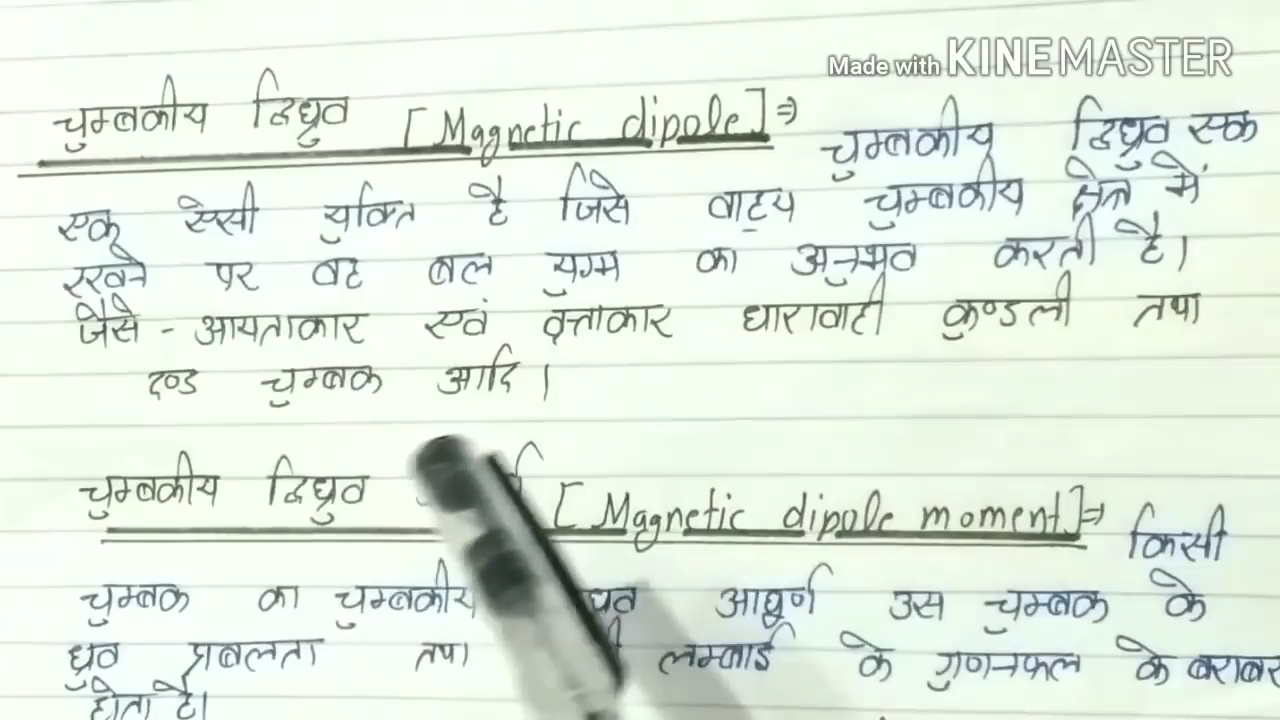 Made with KINEMASTER
चुम्बकीय द्विध्रुव [Magnetic dipole] ⇒ चुम्बकीय द्विध्रुव एक
एक ऐसी युक्ति है जिसे बाह्य चुम्बकीय क्षेत्र में
रखने पर वह बल युग्म का अनुभव करती है।
जैसे - आयताकार एवं वृत्ताकार धारावाही कुण्डली तथा
दण्ड चुम्बक आदि।
चुम्बकीय द्विध्रुव [Magnetic dipole moment] ⇒ किसी
चुम्बक का चुम्बकीय आघूर्ण उस चुम्बक के
ध्रुव प्रबलता तथा लम्बाई के गुणनफल के बराबर
होता है।